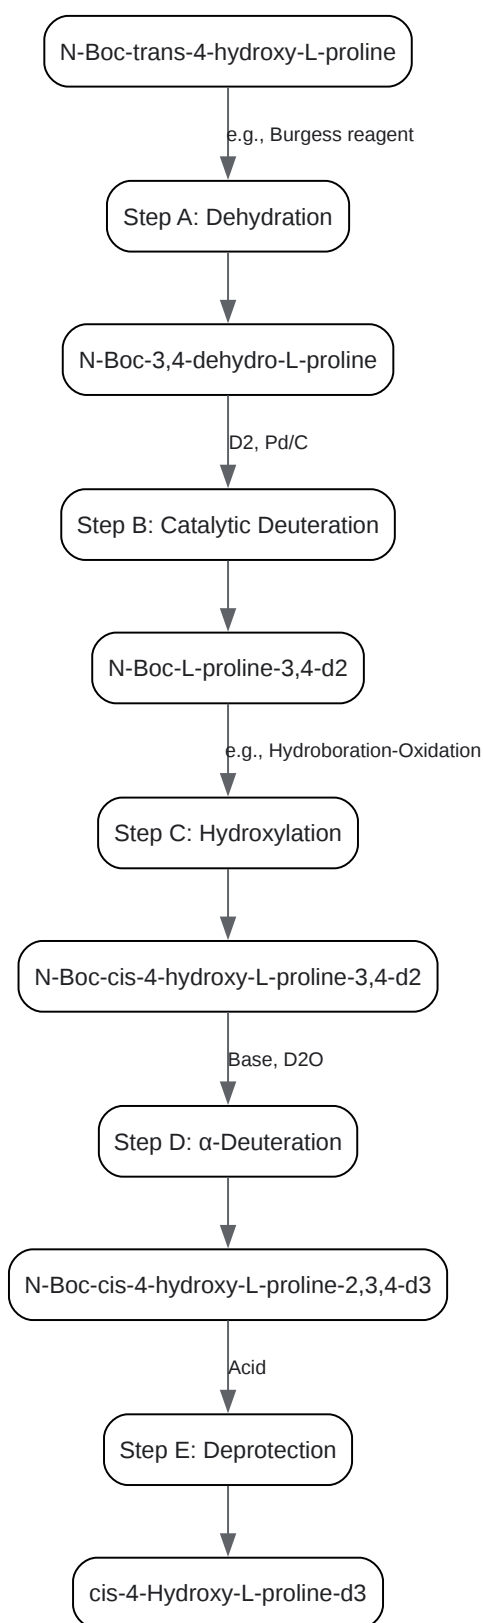 N-Boc-trans-4-hydroxy-L-proline
e.g., Burgess reagent
Step A: Dehydration
N-Boc-3,4-dehydro-L-proline
D2, Pd/C
Step B: Catalytic Deuteration
N-Boc-L-proline-3,4-d2
e.g., Hydroboration-Oxidation
Step C: Hydroxylation
N-Boc-cis-4-hydroxy-L-proline-3,4-d2
Base, D2O
Step D: α-Deuteration
N-Boc-cis-4-hydroxy-L-proline-2,3,4-d3
Acid
Step E: Deprotection
cis-4-Hydroxy-L-proline-d3